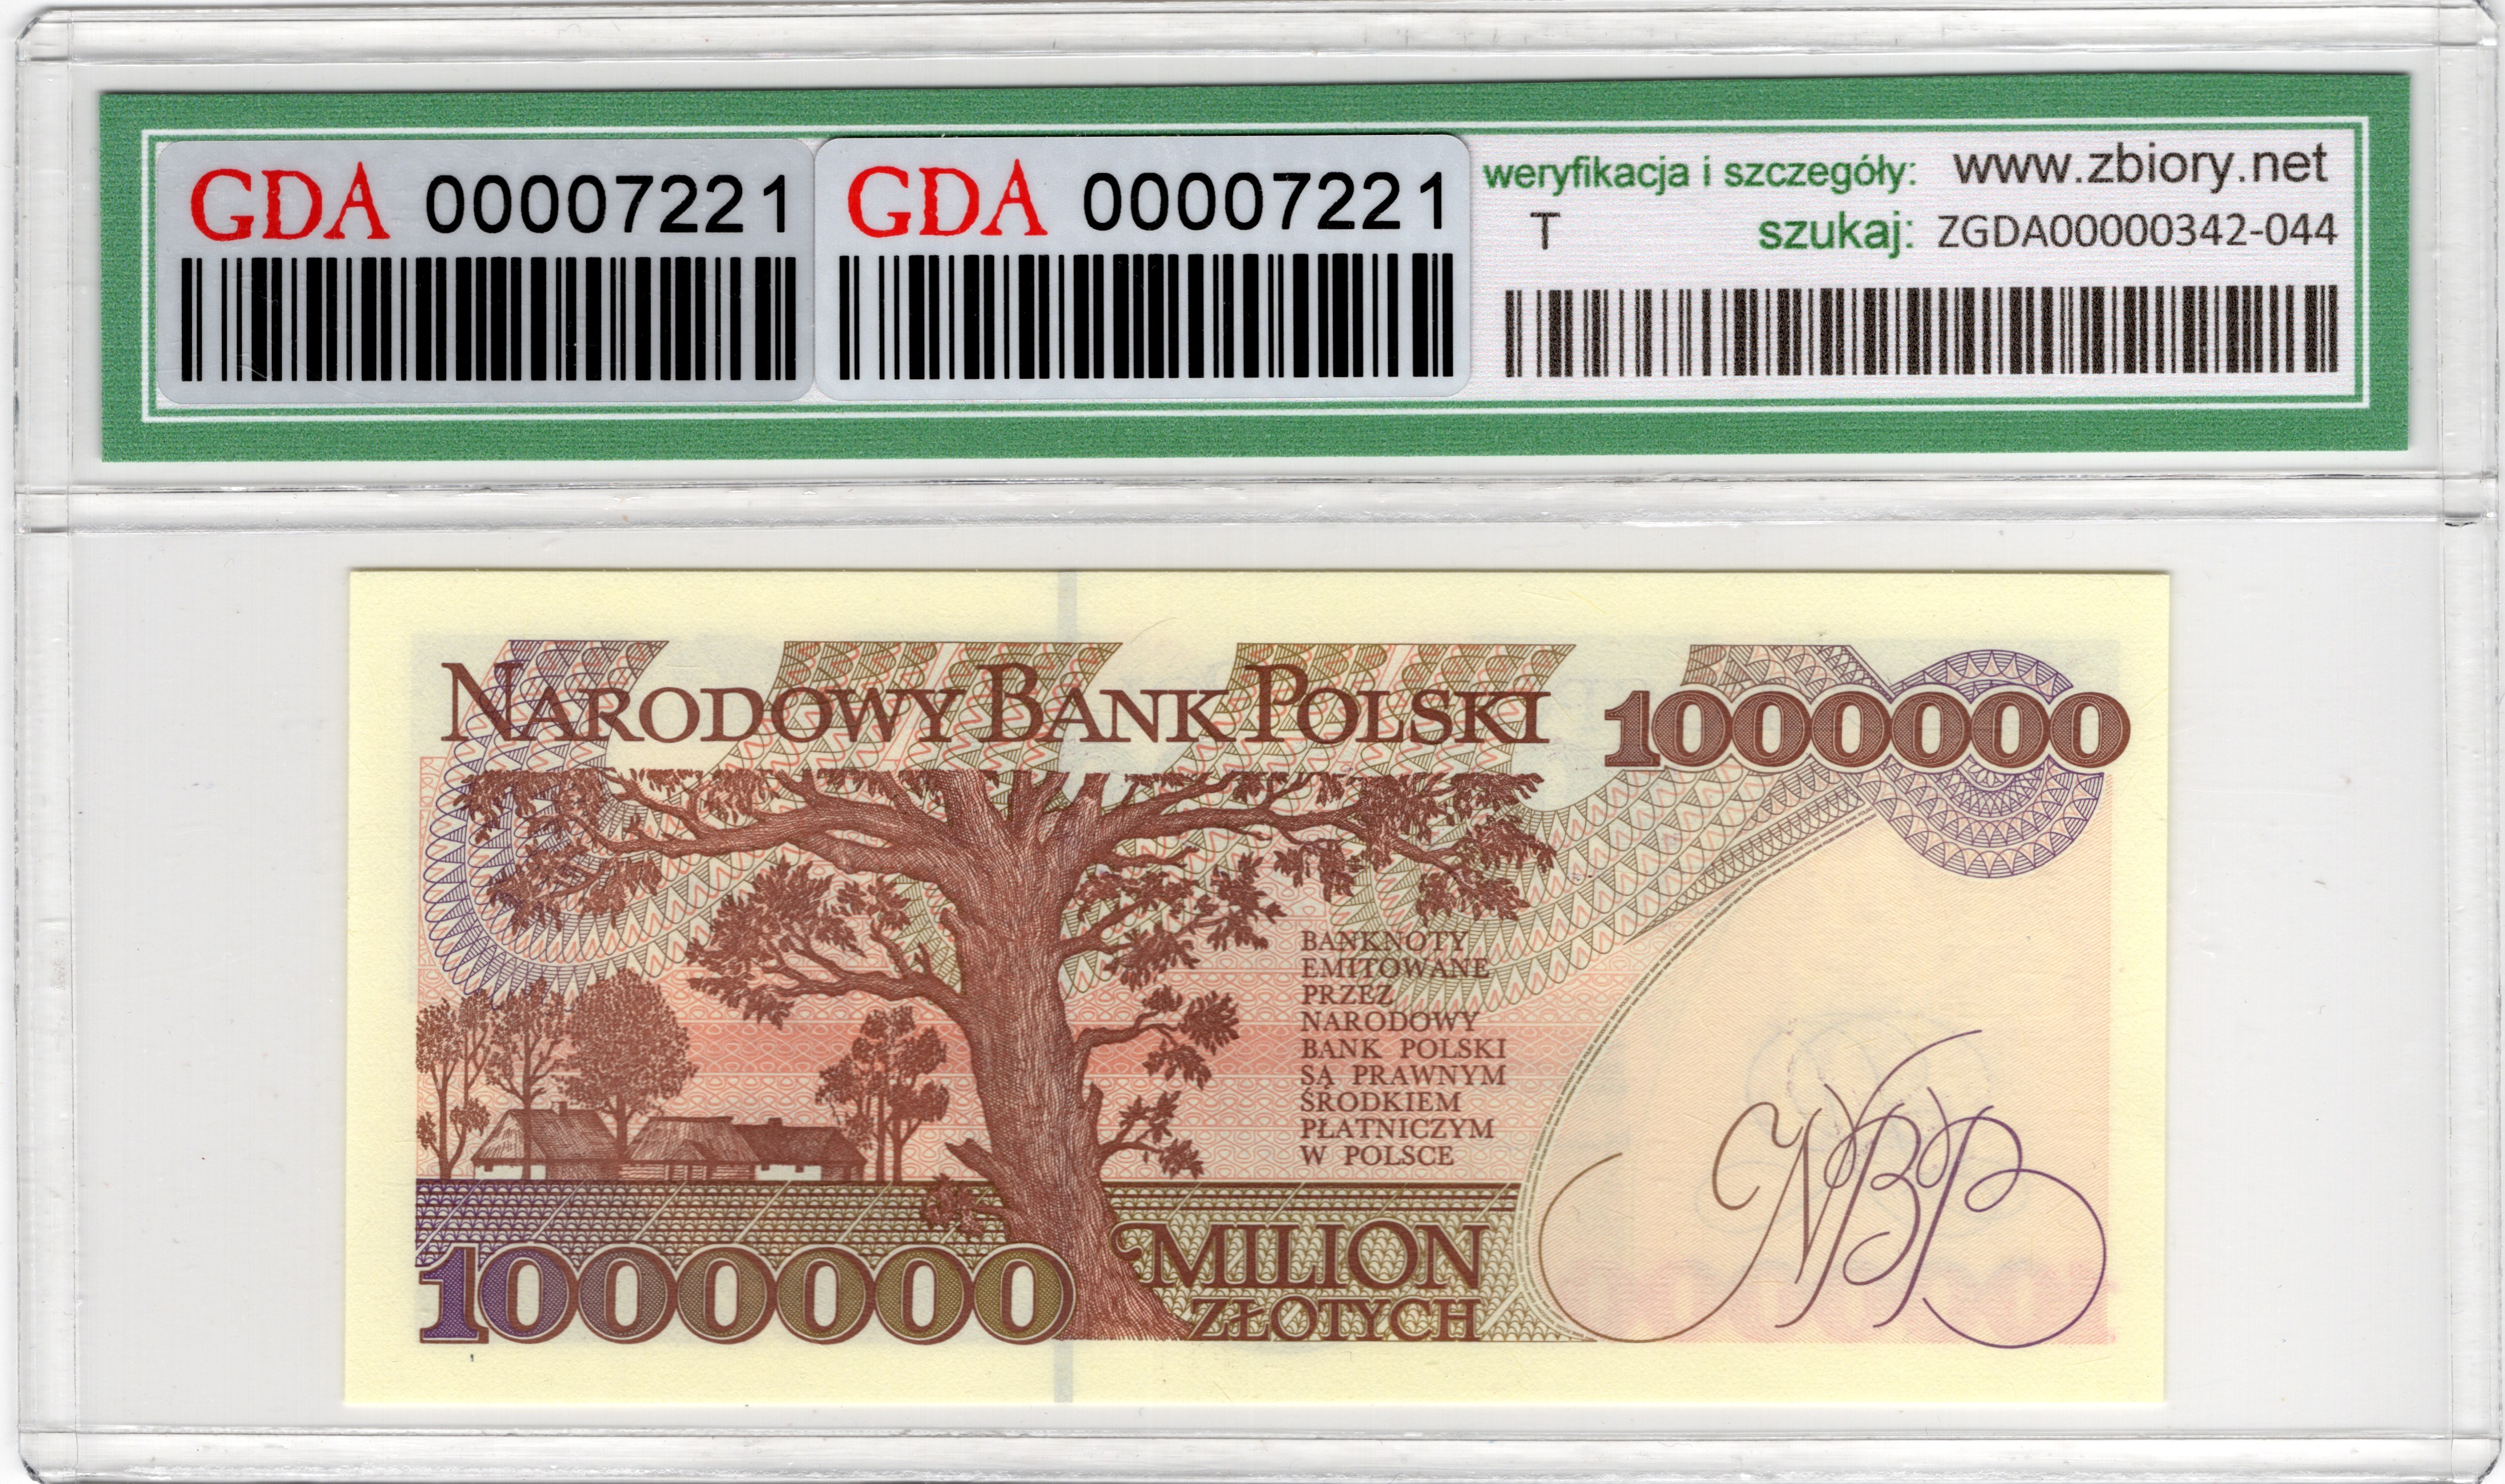 GDA 00007221
GDA 00007221
weryfikacja i szczegóły: www.zbiory.net
T szukaj: ZGDA00000342-044
NARODOWY BANK POLSKI 1000000
BANKNOTY
EMITOWANE
PRZEZ
NARODOWY
BANK POLSKI
SĄ PRAWNYM
ŚRODKIEM
PŁATNICZYM
W POLSCE
NBP
1000000
MILION
ZŁOTYCH